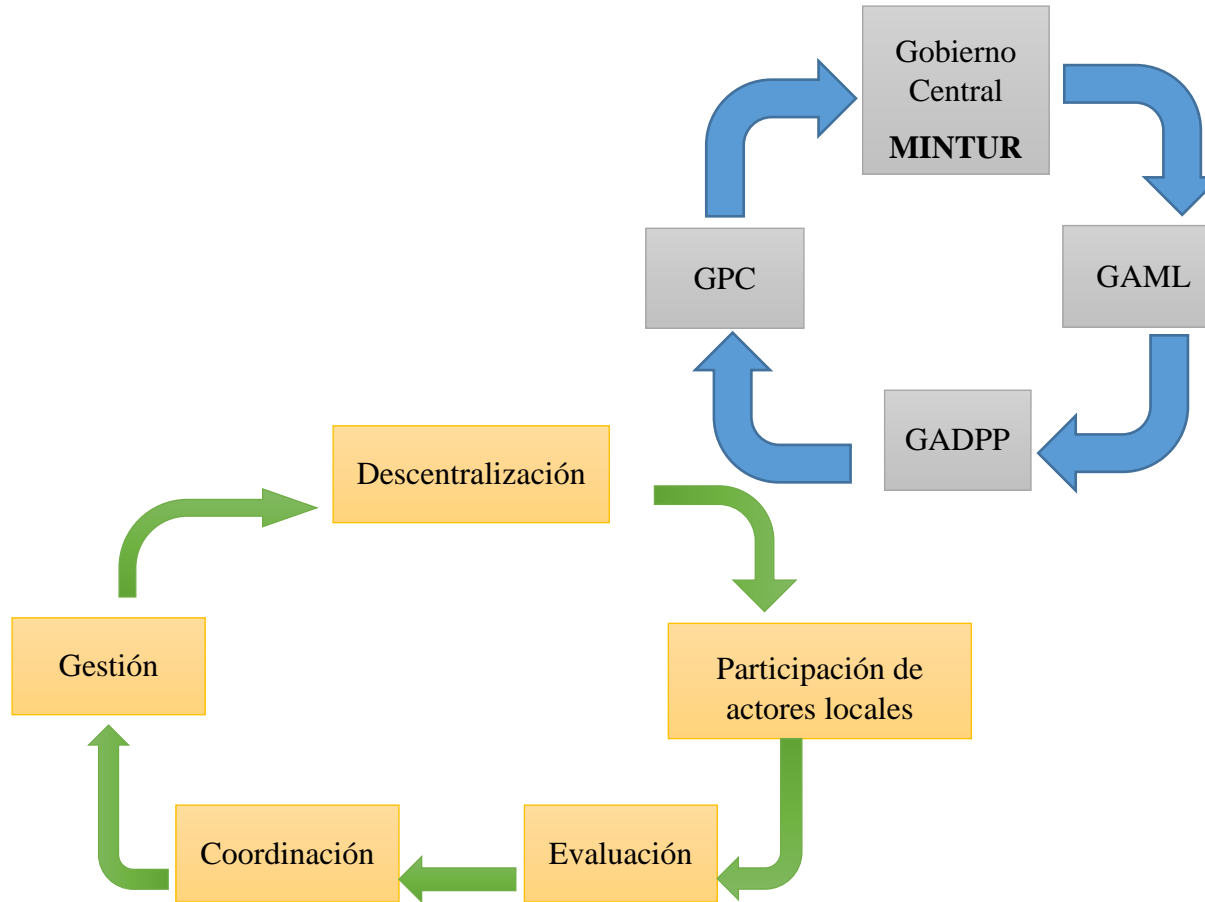 Gobierno
Central
MINTUR
GPC
GAML
GADPP
Descentralización
Gestión
Participación de
actores locales
Coordinación
Evaluación